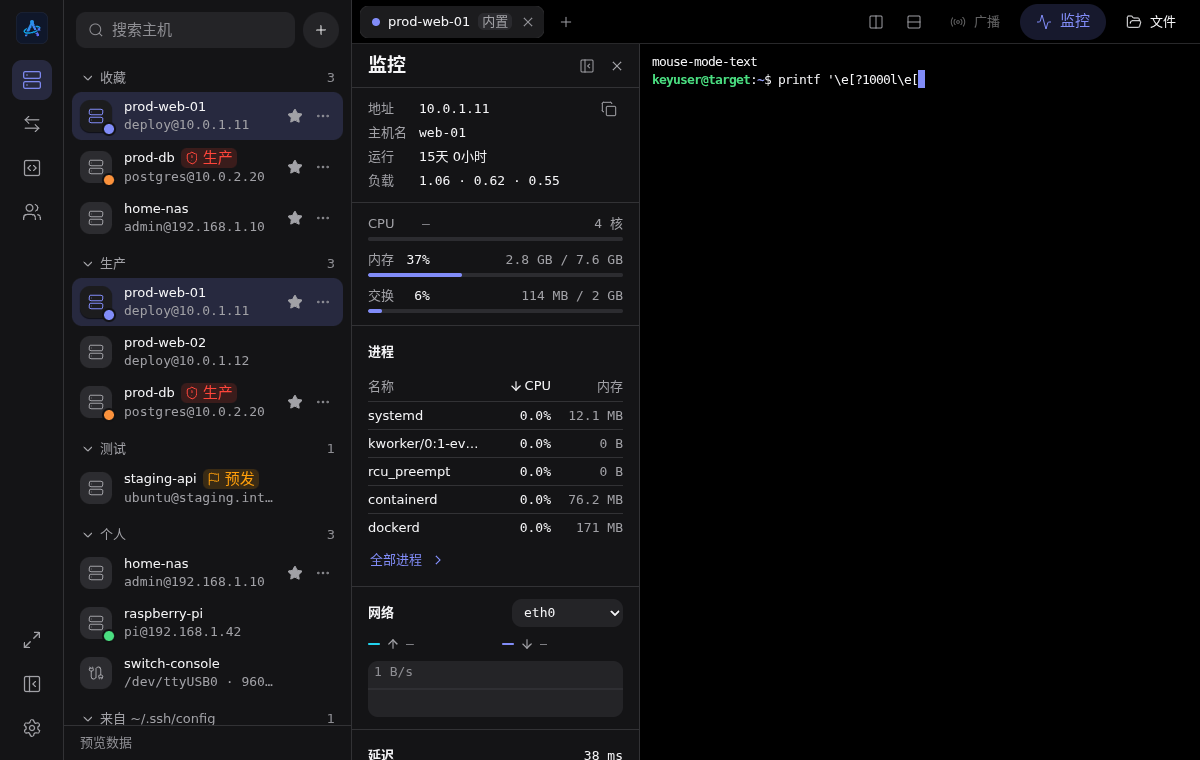 搜索主机
收藏 3
prod-web-01
deploy@10.0.1.11
prod-db 生产
postgres@10.0.2.20
home-nas
admin@192.168.1.10
生产 3
prod-web-01
deploy@10.0.1.11
prod-web-02
deploy@10.0.1.12
prod-db 生产
postgres@10.0.2.20
测试 1
staging-api 预发
ubuntu@staging.int…
个人 3
home-nas
admin@192.168.1.10
raspberry-pi
pi@192.168.1.42
switch-console
/dev/ttyUSB0 · 960…
来自 ~/.ssh/config 1
预览数据
prod-web-01 内置
广播 监控 文件
监控
地址 10.0.1.11
主机名 web-01
运行 15天 0小时
负载 1.06 · 0.62 · 0.55
CPU — 4 核
内存 37% 2.8 GB / 7.6 GB
交换 6% 114 MB / 2 GB
进程
名称 CPU 内存
systemd 0.0% 12.1 MB
kworker/0:1-ev… 0.0% 0 B
rcu_preempt 0.0% 0 B
containerd 0.0% 76.2 MB
dockerd 0.0% 171 MB
全部进程
网络 eth0
↑ — ↓ —
1 B/s
延迟 38 ms
mouse-mode-text
keyuser@target:~$ printf '\e[?1000l\e[